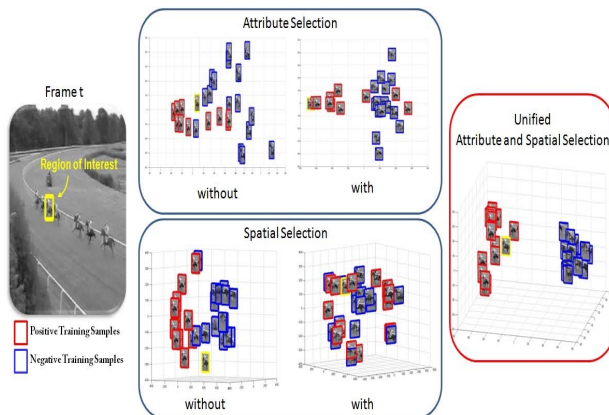 Frame t
Region of Interest
Positive Training Samples
Negative Training Samples
Attribute Selection
without
with
Spatial Selection
without
with
Unified
Attribute and Spatial Selection